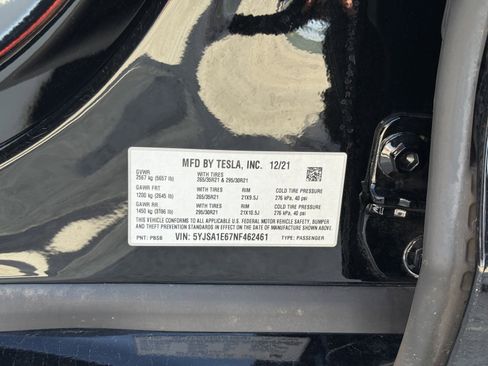 MFD BY TESLA, INC. 12/21
GVWR WITH TIRES
2567 kg (5657 lb) 265/35R21 & 295/30R21
GAWR FRT WITH TIRES RIM COLD TIRE PRESSURE
1200 kg (2645 lb) 265/35R21 21X9.5J 276 kPa, 40 psi
GAWR RR WITH TIRES RIM COLD TIRE PRESSURE
1450 kg (3196 lb) 295/30R21 21X10.5J 276 kPa, 40 psi
THIS VEHICLE CONFORMS TO ALL APPLICABLE FEDERAL MOTOR VEHICLE SAFETY, BUMPER
AND THEFT PREVENTION STANDARDS IN EFFECT ON THE DATE OF MANUFACTURE SHOWN ABOVE
PNT: PBSB VIN: 5YJSA1E67NF462461 TYPE: PASSENGER